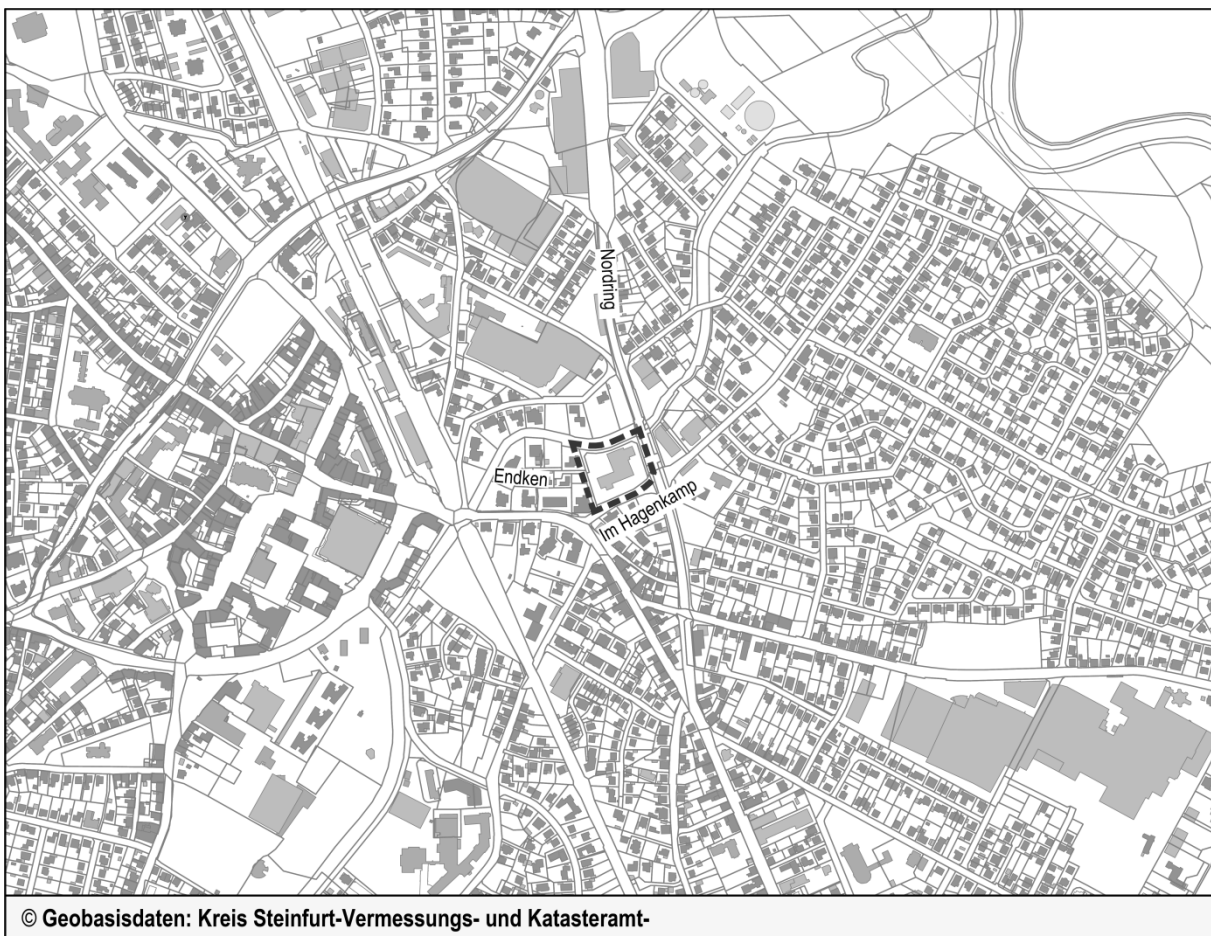 Nordring
Endken
Im Hagenkamp
© Geobasisdaten: Kreis Steinfurt-Vermessungs- und Katasteramt-